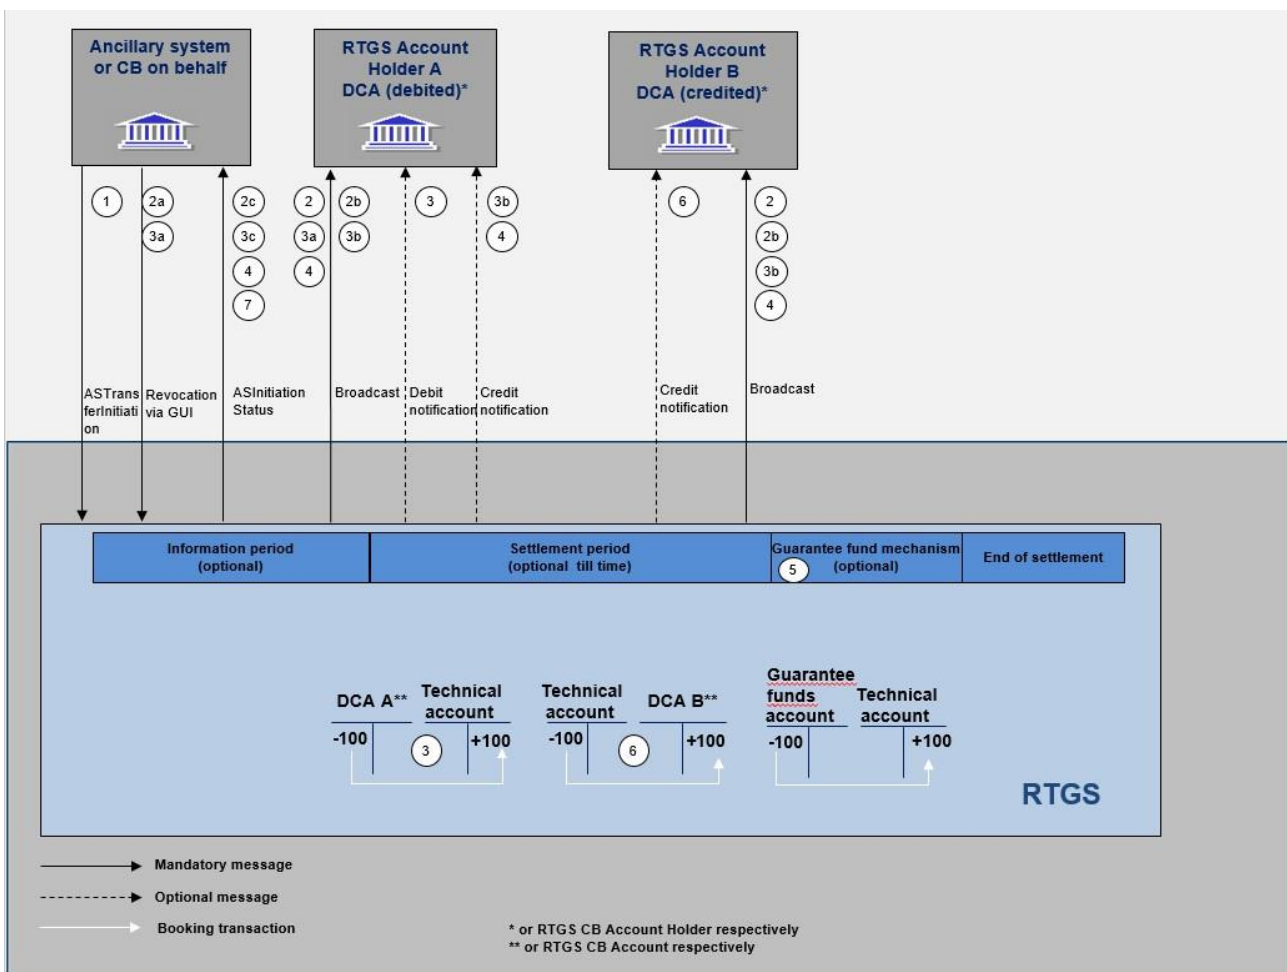 Ancillary system
or CB on behalf
RTGS Account
Holder A
DCA (debited)*
RTGS Account
Holder B
DCA (credited)*
1
2a
3a
2c
3c
4
7
2
3a
4
2b
3b
3
3b
4
6
2
2b
3b
4
ASTrans
ferInitiati
on
Revocation
via GUI
ASInitiation
Status
Broadcast
Debit
notification
Credit
notification
Credit
notification
Broadcast
Information period
(optional)
Settlement period
(optional till time)
Guarantee fund mechanism
(optional)
5
End of settlement
DCA A**
Technical
account
-100
3
+100
Technical
account
DCA B**
-100
6
+100
Guarantee
funds
account
Technical
account
-100
+100
RTGS
Mandatory message
Optional message
Booking transaction
* or RTGS CB Account Holder respectively
** or RTGS CB Account respectively